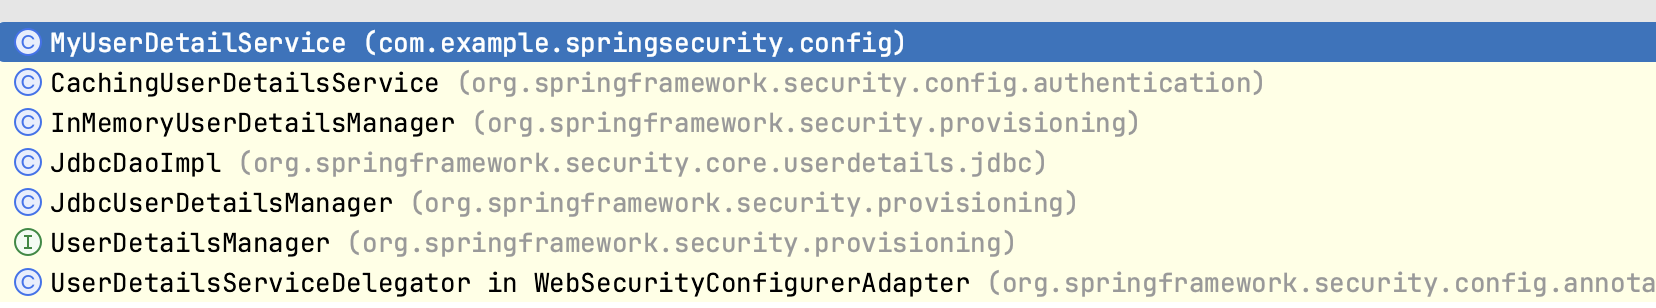 C MyUserDetailService (com.example.springsecurity.config)
C CachingUserDetailsService (org.springframework.security.config.authentication)
C InMemoryUserDetailsManager (org.springframework.security.provisioning)
C JdbcDaoImpl (org.springframework.security.core.userdetails.jdbc)
C JdbcUserDetailsManager (org.springframework.security.provisioning)
I UserDetailsManager (org.springframework.security.provisioning)
C UserDetailsServiceDelegator in WebSecurityConfigurerAdapter (org.springframework.security.config.annota